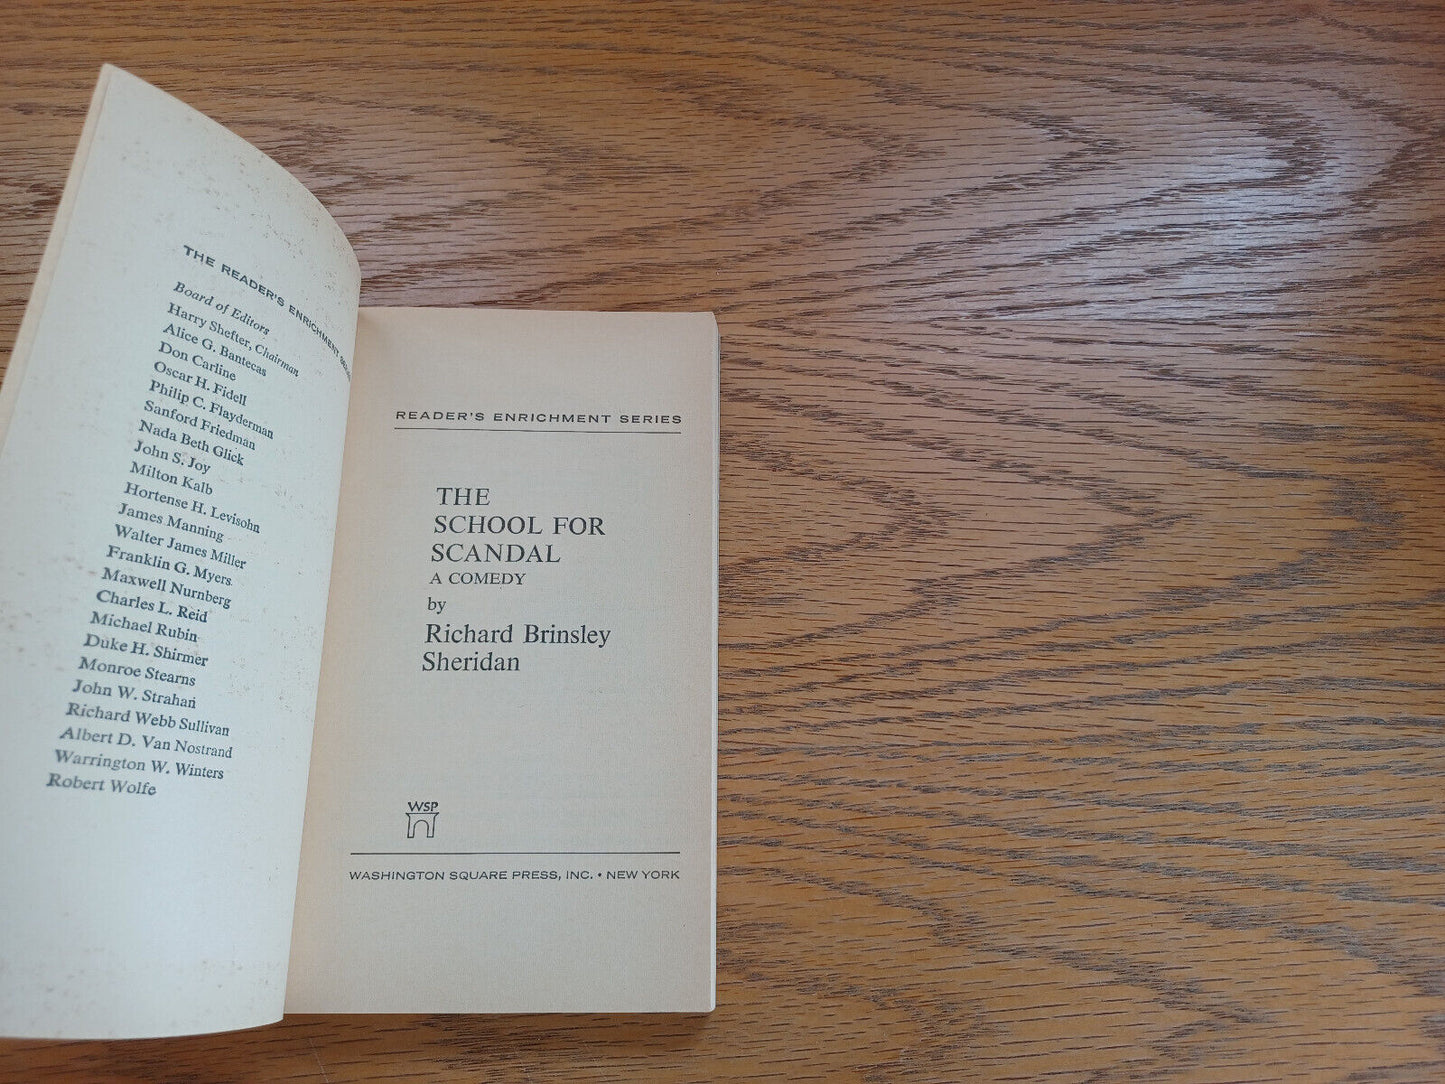 THE READER'S ENRICHMENT
Board of Editors
Harry Shefter, Chairman
Alice G. Bantecas
Don Carline
Oscar H. Fidell
Philip C. Flayderman
Sanford Friedman
Nada Beth Glick
John S. Joy
Milton Kalb
Hortense H. Levisohn
James Manning
Walter James Miller
Franklin G. Myers
Maxwell Nurnberg
Charles L. Reid
Michael Rubin
Duke H. Shirmer
Monroe Stearns
John W. Strahan
Richard Webb Sullivan
Albert D. Van Nostrand
Warrington W. Winters
Robert Wolfe
READER'S ENRICHMENT SERIES
THE
SCHOOL FOR
SCANDAL
A COMEDY
by
Richard Brinsley
Sheridan
WSP
WASHINGTON SQUARE PRESS, INC. • NEW YORK